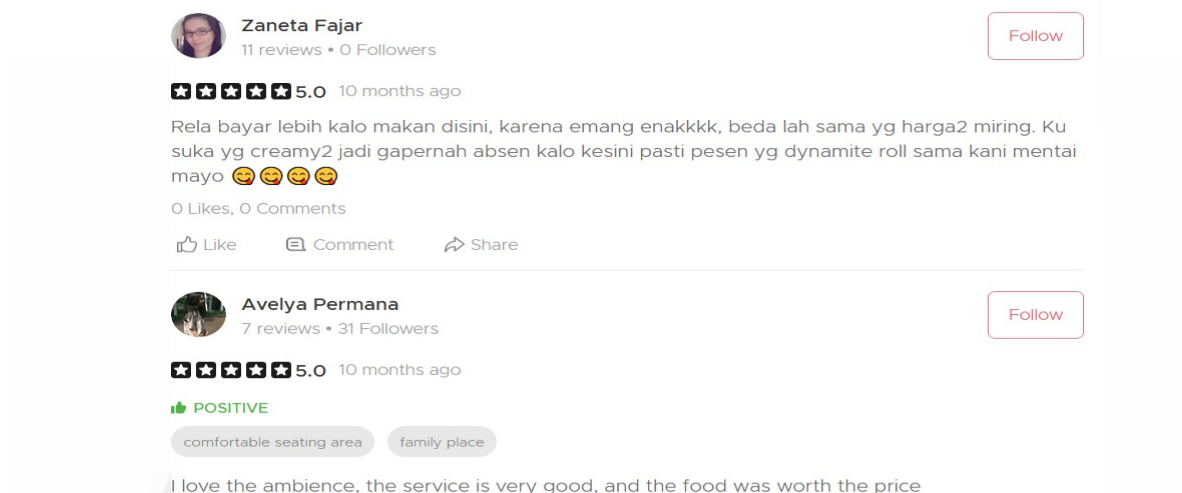 Zaneta Fajar
11 reviews • 0 Followers
Follow
5.0 10 months ago
Rela bayar lebih kalo makan disini, karena emang enakkkk, beda lah sama yg harga2 miring. Ku
suka yg creamy2 jadi gapernah absen kalo kesini pasti pesen yg dynamite roll sama kani mentai
mayo 😋😋😋😋
0 Likes, 0 Comments
Like Comment Share
Avelya Permana
7 reviews • 31 Followers
Follow
5.0 10 months ago
POSITIVE
comfortable seating area family place
I love the ambience, the service is very good, and the food was worth the price